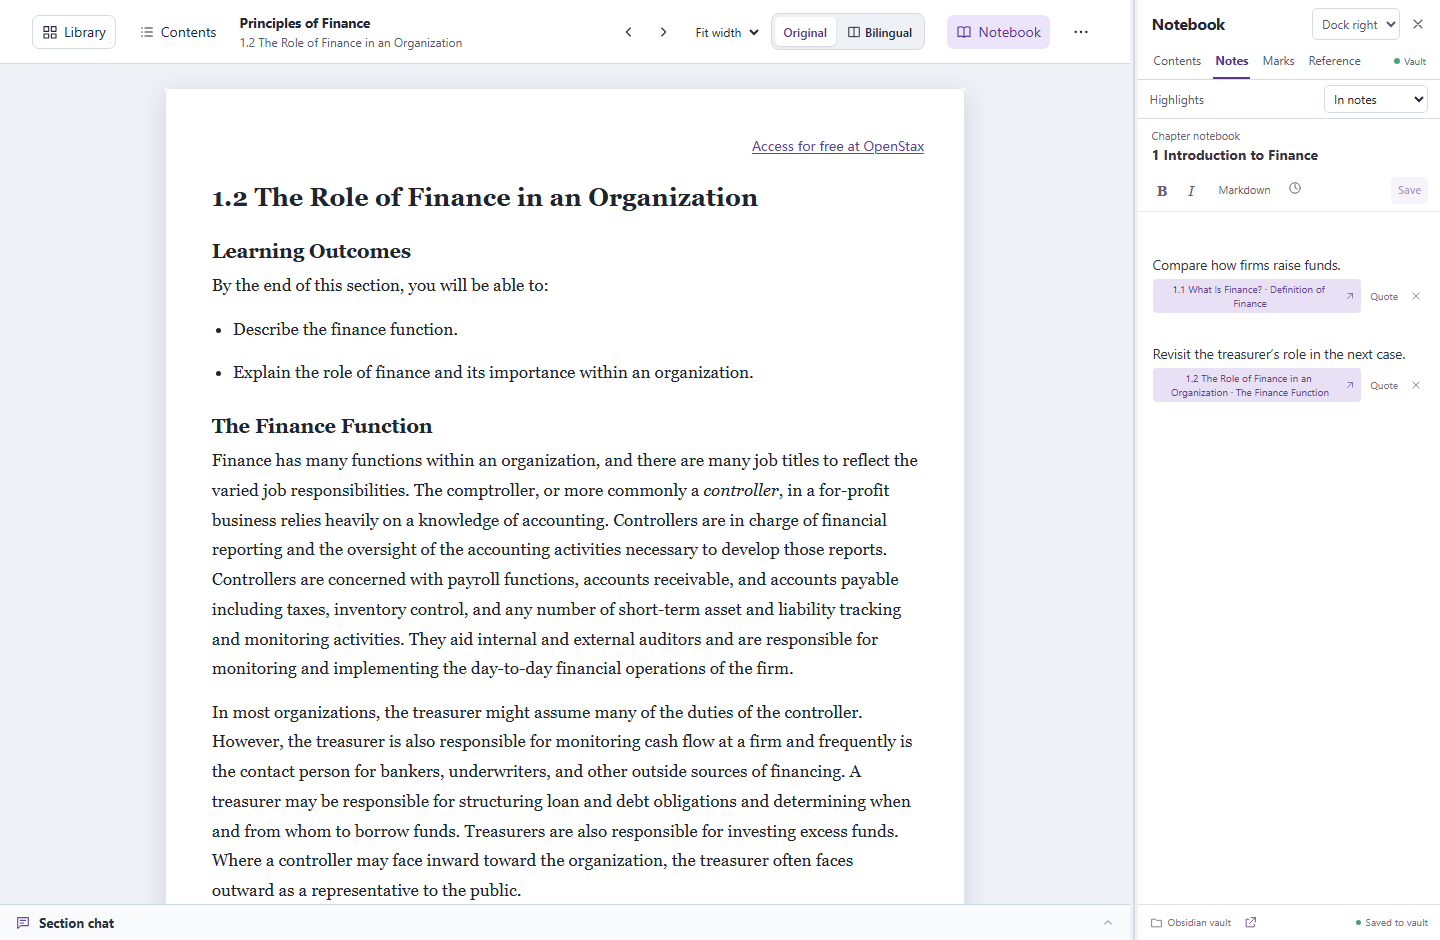 Library
Contents
Principles of Finance
1.2 The Role of Finance in an Organization
Fit width
Original
Bilingual
Notebook
Access for free at OpenStax
1.2 The Role of Finance in an Organization
Learning Outcomes
By the end of this section, you will be able to:
• Describe the finance function.
• Explain the role of finance and its importance within an organization.
The Finance Function
Finance has many functions within an organization, and there are many job titles to reflect the
varied job responsibilities. The comptroller, or more commonly a controller, in a for-profit
business relies heavily on a knowledge of accounting. Controllers are in charge of financial
reporting and the oversight of the accounting activities necessary to develop those reports.
Controllers are concerned with payroll functions, accounts receivable, and accounts payable
including taxes, inventory control, and any number of short-term asset and liability tracking
and monitoring activities. They aid internal and external auditors and are responsible for
monitoring and implementing the day-to-day financial operations of the firm.
In most organizations, the treasurer might assume many of the duties of the controller.
However, the treasurer is also responsible for monitoring cash flow at a firm and frequently is
the contact person for bankers, underwriters, and other outside sources of financing. A
treasurer may be responsible for structuring loan and debt obligations and determining when
and from whom to borrow funds. Treasurers are also responsible for investing excess funds.
Where a controller may face inward toward the organization, the treasurer often faces
outward as a representative to the public.
Section chat
Notebook
Dock right
Contents
Notes
Marks
Reference
Vault
Highlights
In notes
Chapter notebook
1 Introduction to Finance
B
I
Markdown
Save
Compare how firms raise funds.
1.1 What Is Finance? · Definition of
Finance
Quote
Revisit the treasurer’s role in the next case.
1.2 The Role of Finance in an
Organization · The Finance Function
Quote
Obsidian vault
Saved to vault